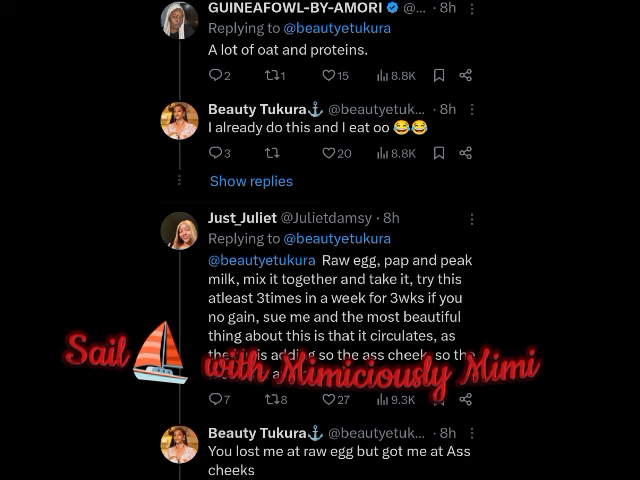 GUINEAFOWL-BY-AMORI @... · 8h
Replying to @beautyetukura
A lot of oat and proteins.
2 1 15 8.8K
Beauty Tukura⚓ @beautyetuk... · 8h
I already do this and I eat oo 😂😂
3 20 8.8K
Show replies
Just_Juliet @Julietdamsy · 8h
Replying to @beautyetukura
@beautyetukura Raw egg, pap and peak
milk, mix it together and take it, try this
atleast 3times in a week for 3wks if you
no gain, sue me and the most beautiful
thing about this is that it circulates, as
is adding so the ass cheek, so the
Sail with Mimiciously Mimi
7 8 27 9.3K
Beauty Tukura⚓ @beautyetuk... · 8h
You lost me at raw egg but got me at Ass
cheeks